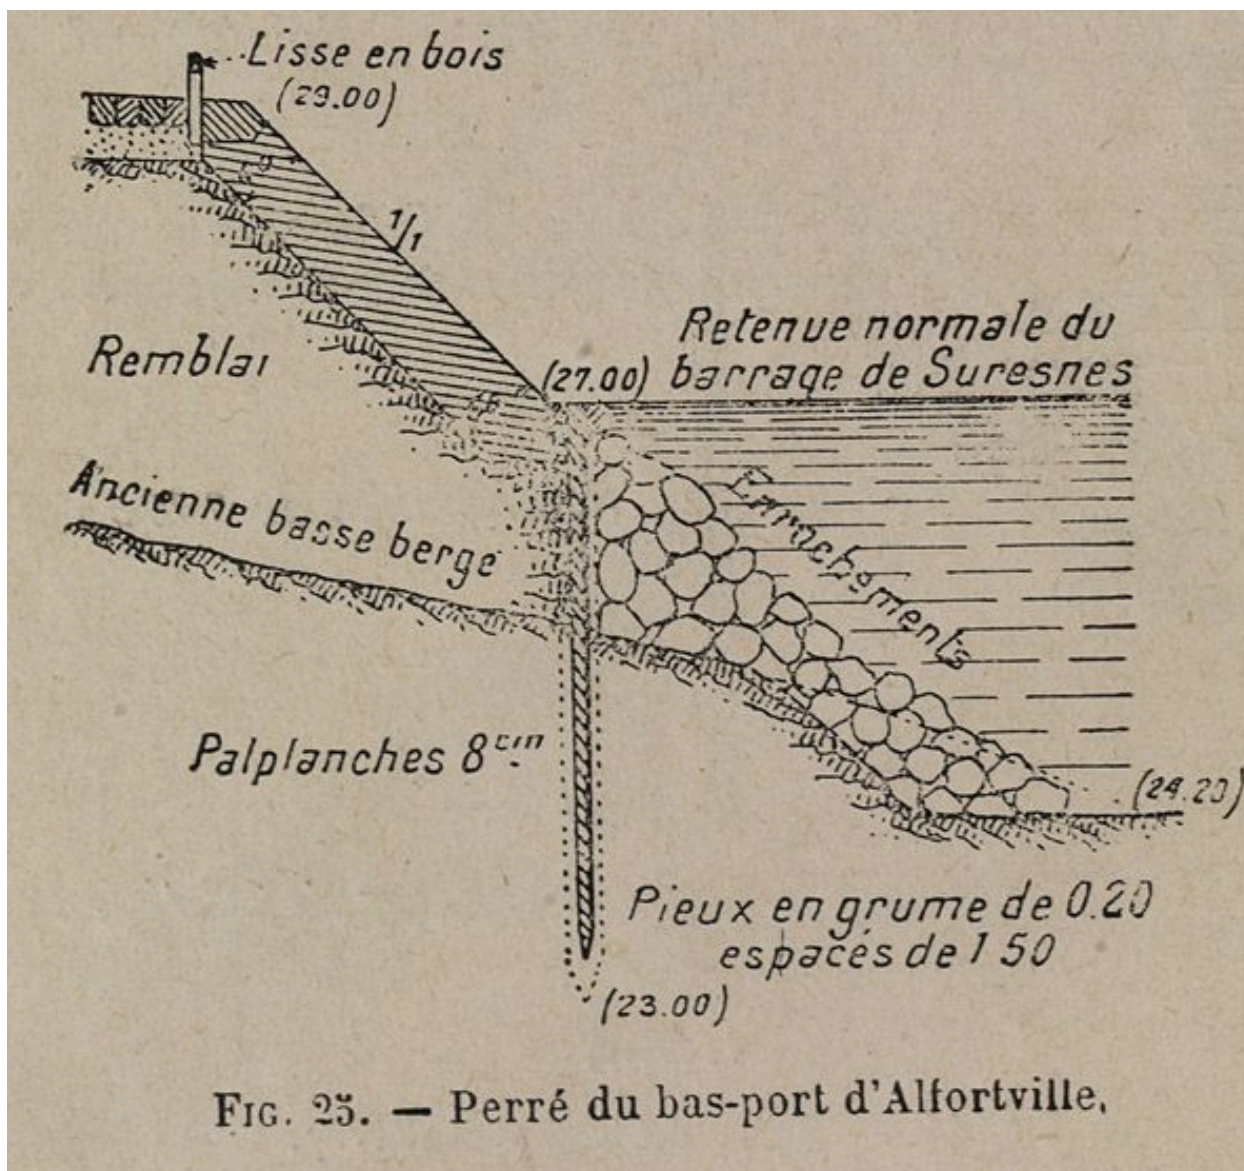 Lisse en bois
(29.00)
1/1
Retenue normale du
(27.00) barrage de Suresnes
Remblai
Ancienne basse berge
Enrochements
Palplanches 8cm
(24.20)
Pieux en grume de 0.20
espacés de 1 50
(23.00)
FIG. 25. — Perré du bas-port d'Alfortville.